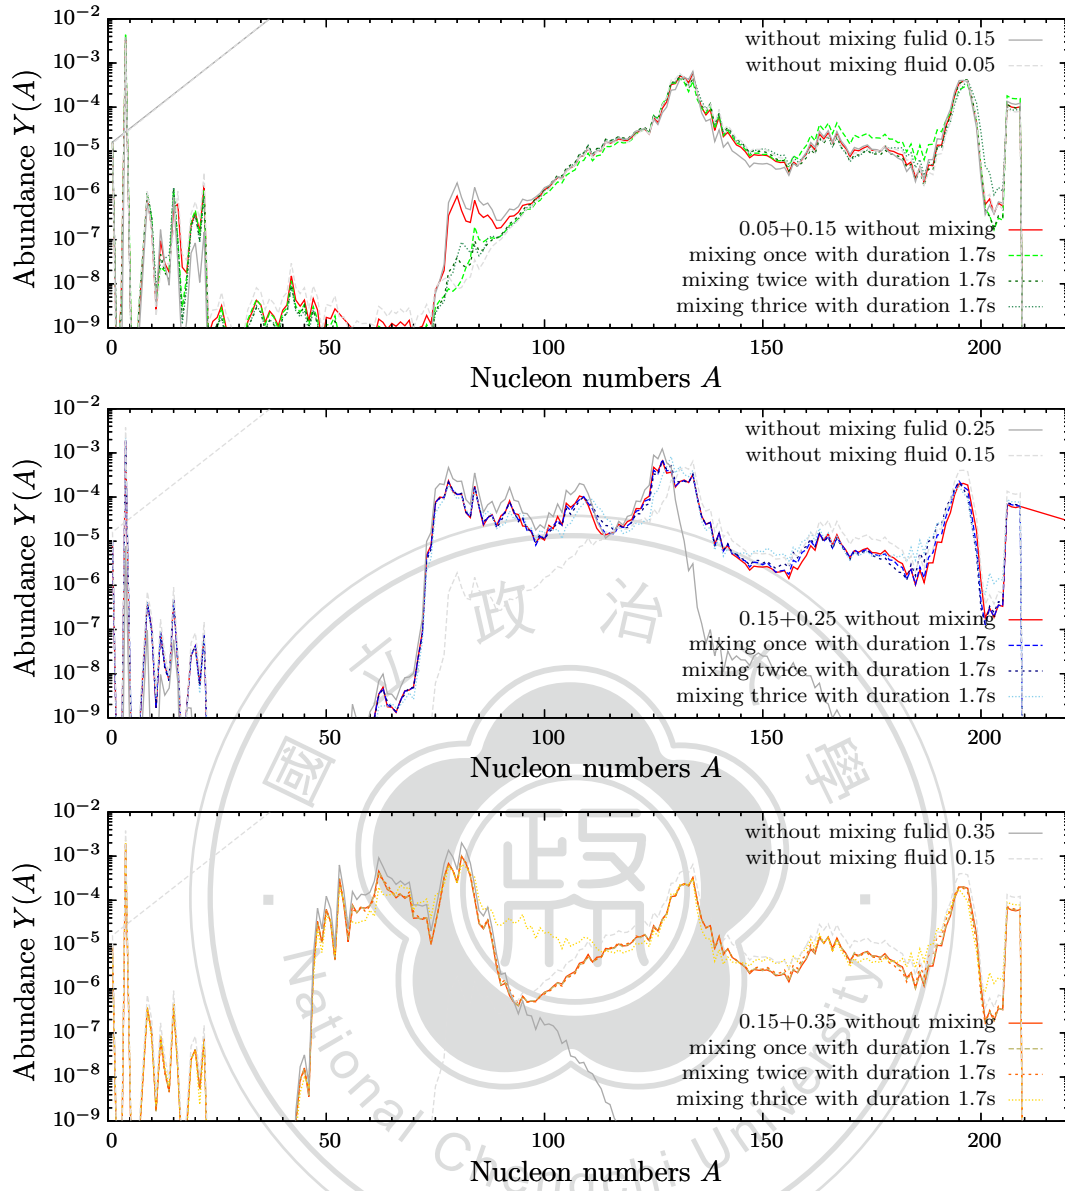 10−2
10−3
10−4
10−5
10−6
10−7
10−8
10−9
Abundance Y(A)
without mixing fulid 0.15
without mixing fluid 0.05
0.05+0.15 without mixing
mixing once with duration 1.7s
mixing twice with duration 1.7s
mixing thrice with duration 1.7s
0 50 100 150 200
Nucleon numbers A
10−2
10−3
10−4
10−5
10−6
10−7
10−8
10−9
Abundance Y(A)
without mixing fulid 0.25
without mixing fluid 0.15
0.15+0.25 without mixing
mixing once with duration 1.7s
mixing twice with duration 1.7s
mixing thrice with duration 1.7s
0 50 100 150 200
Nucleon numbers A
10−2
10−3
10−4
10−5
10−6
10−7
10−8
10−9
Abundance Y(A)
without mixing fulid 0.35
without mixing fluid 0.15
0.15+0.35 without mixing
mixing once with duration 1.7s
mixing twice with duration 1.7s
mixing thrice with duration 1.7s
0 50 100 150 200
Nucleon numbers A
國立政治
學
National Chengchi University